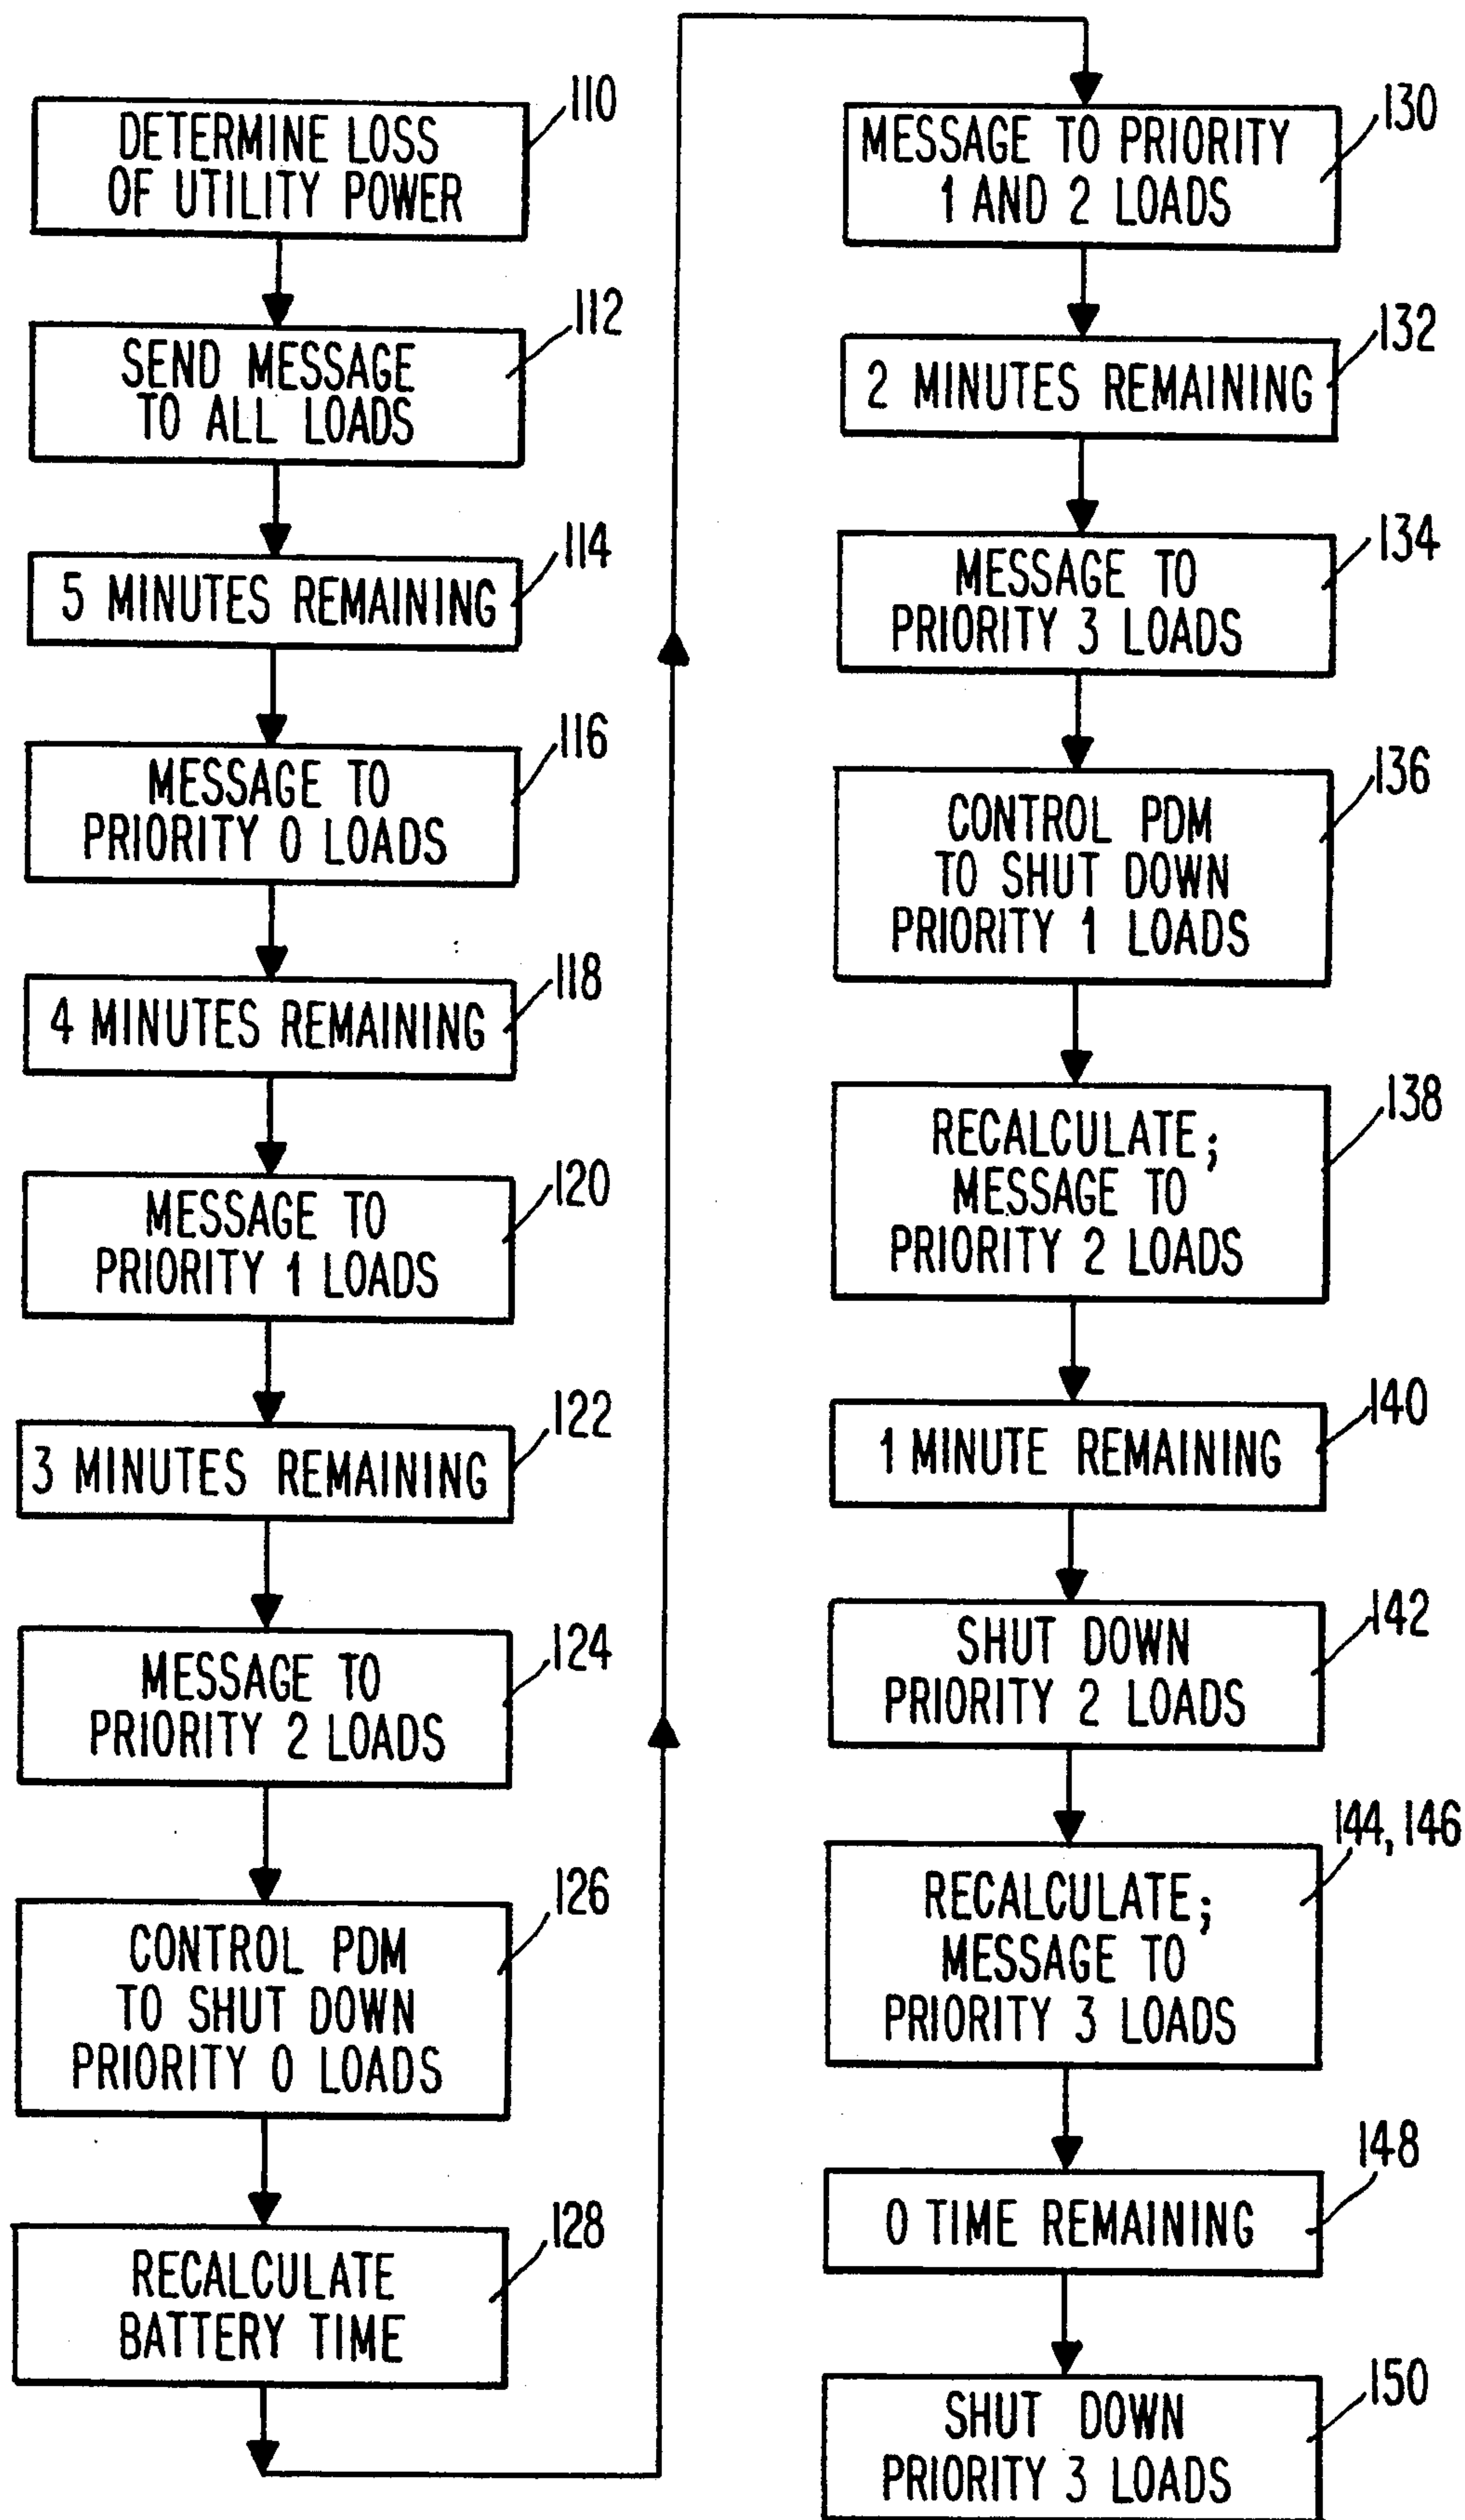 110
DETERMINE LOSS
OF UTILITY POWER
112
SEND MESSAGE
TO ALL LOADS
114
5 MINUTES REMAINING
116
MESSAGE TO
PRIORITY 0 LOADS
118
4 MINUTES REMAINING
120
MESSAGE TO
PRIORITY 1 LOADS
122
3 MINUTES REMAINING
124
MESSAGE TO
PRIORITY 2 LOADS
126
CONTROL PDM
TO SHUT DOWN
PRIORITY 0 LOADS
128
RECALCULATE
BATTERY TIME
130
MESSAGE TO PRIORITY
1 AND 2 LOADS
132
2 MINUTES REMAINING
134
MESSAGE TO
PRIORITY 3 LOADS
136
CONTROL PDM
TO SHUT DOWN
PRIORITY 1 LOADS
138
RECALCULATE;
MESSAGE TO
PRIORITY 2 LOADS
140
1 MINUTE REMAINING
142
SHUT DOWN
PRIORITY 2 LOADS
144, 146
RECALCULATE;
MESSAGE TO
PRIORITY 3 LOADS
148
0 TIME REMAINING
150
SHUT DOWN
PRIORITY 3 LOADS